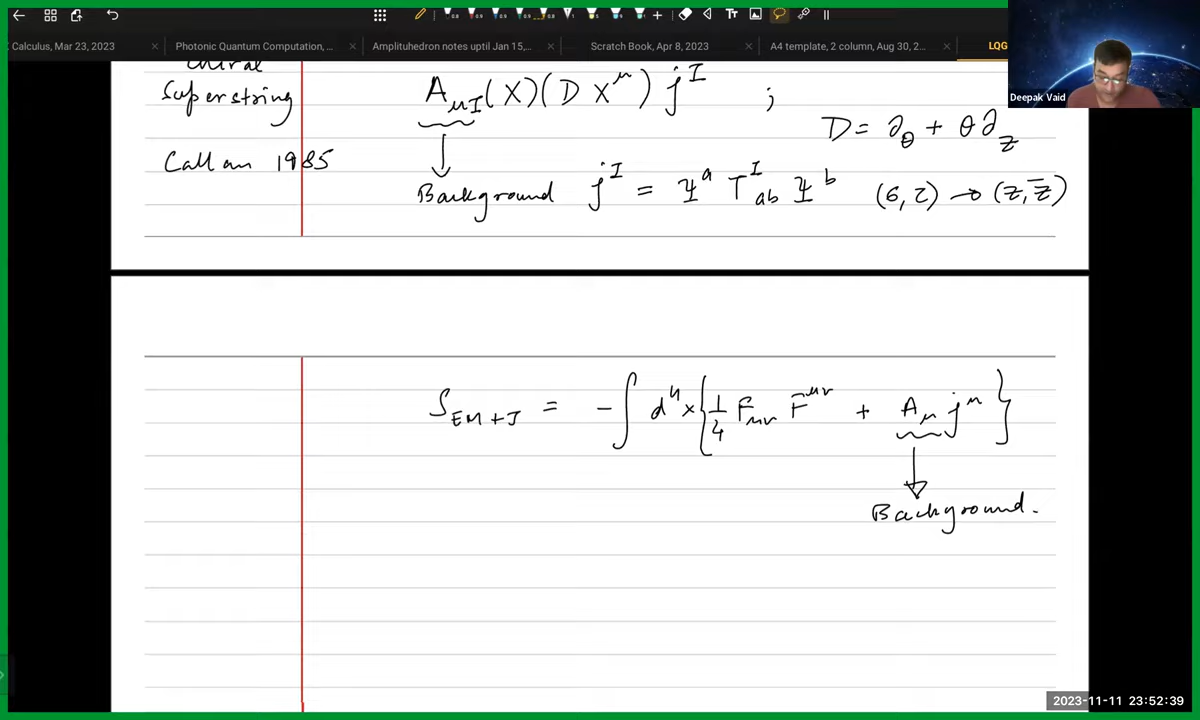 Calculus, Mar 23, 2023
Photonic Quantum Computation, ...
Amplituhedron notes uptil Jan 15,...
Scratch Book, Apr 8, 2023
A4 template, 2 column, Aug 30, 2...
LQG
Deepak Vaid
Chiral
Superstring
A_{μI}(X)(D X^μ) j^I ;
D = ∂_θ + θ∂_z
Callan 1985
Background j^I = Ψ^a T^I_{ab} Ψ^b (σ, τ) → (z, z̄)
S_{EM+J} = - ∫ d^4x { 1/4 F_{μν} F^{μν} + A_μ j^μ }
Background.
2023-11-11 23:52:39